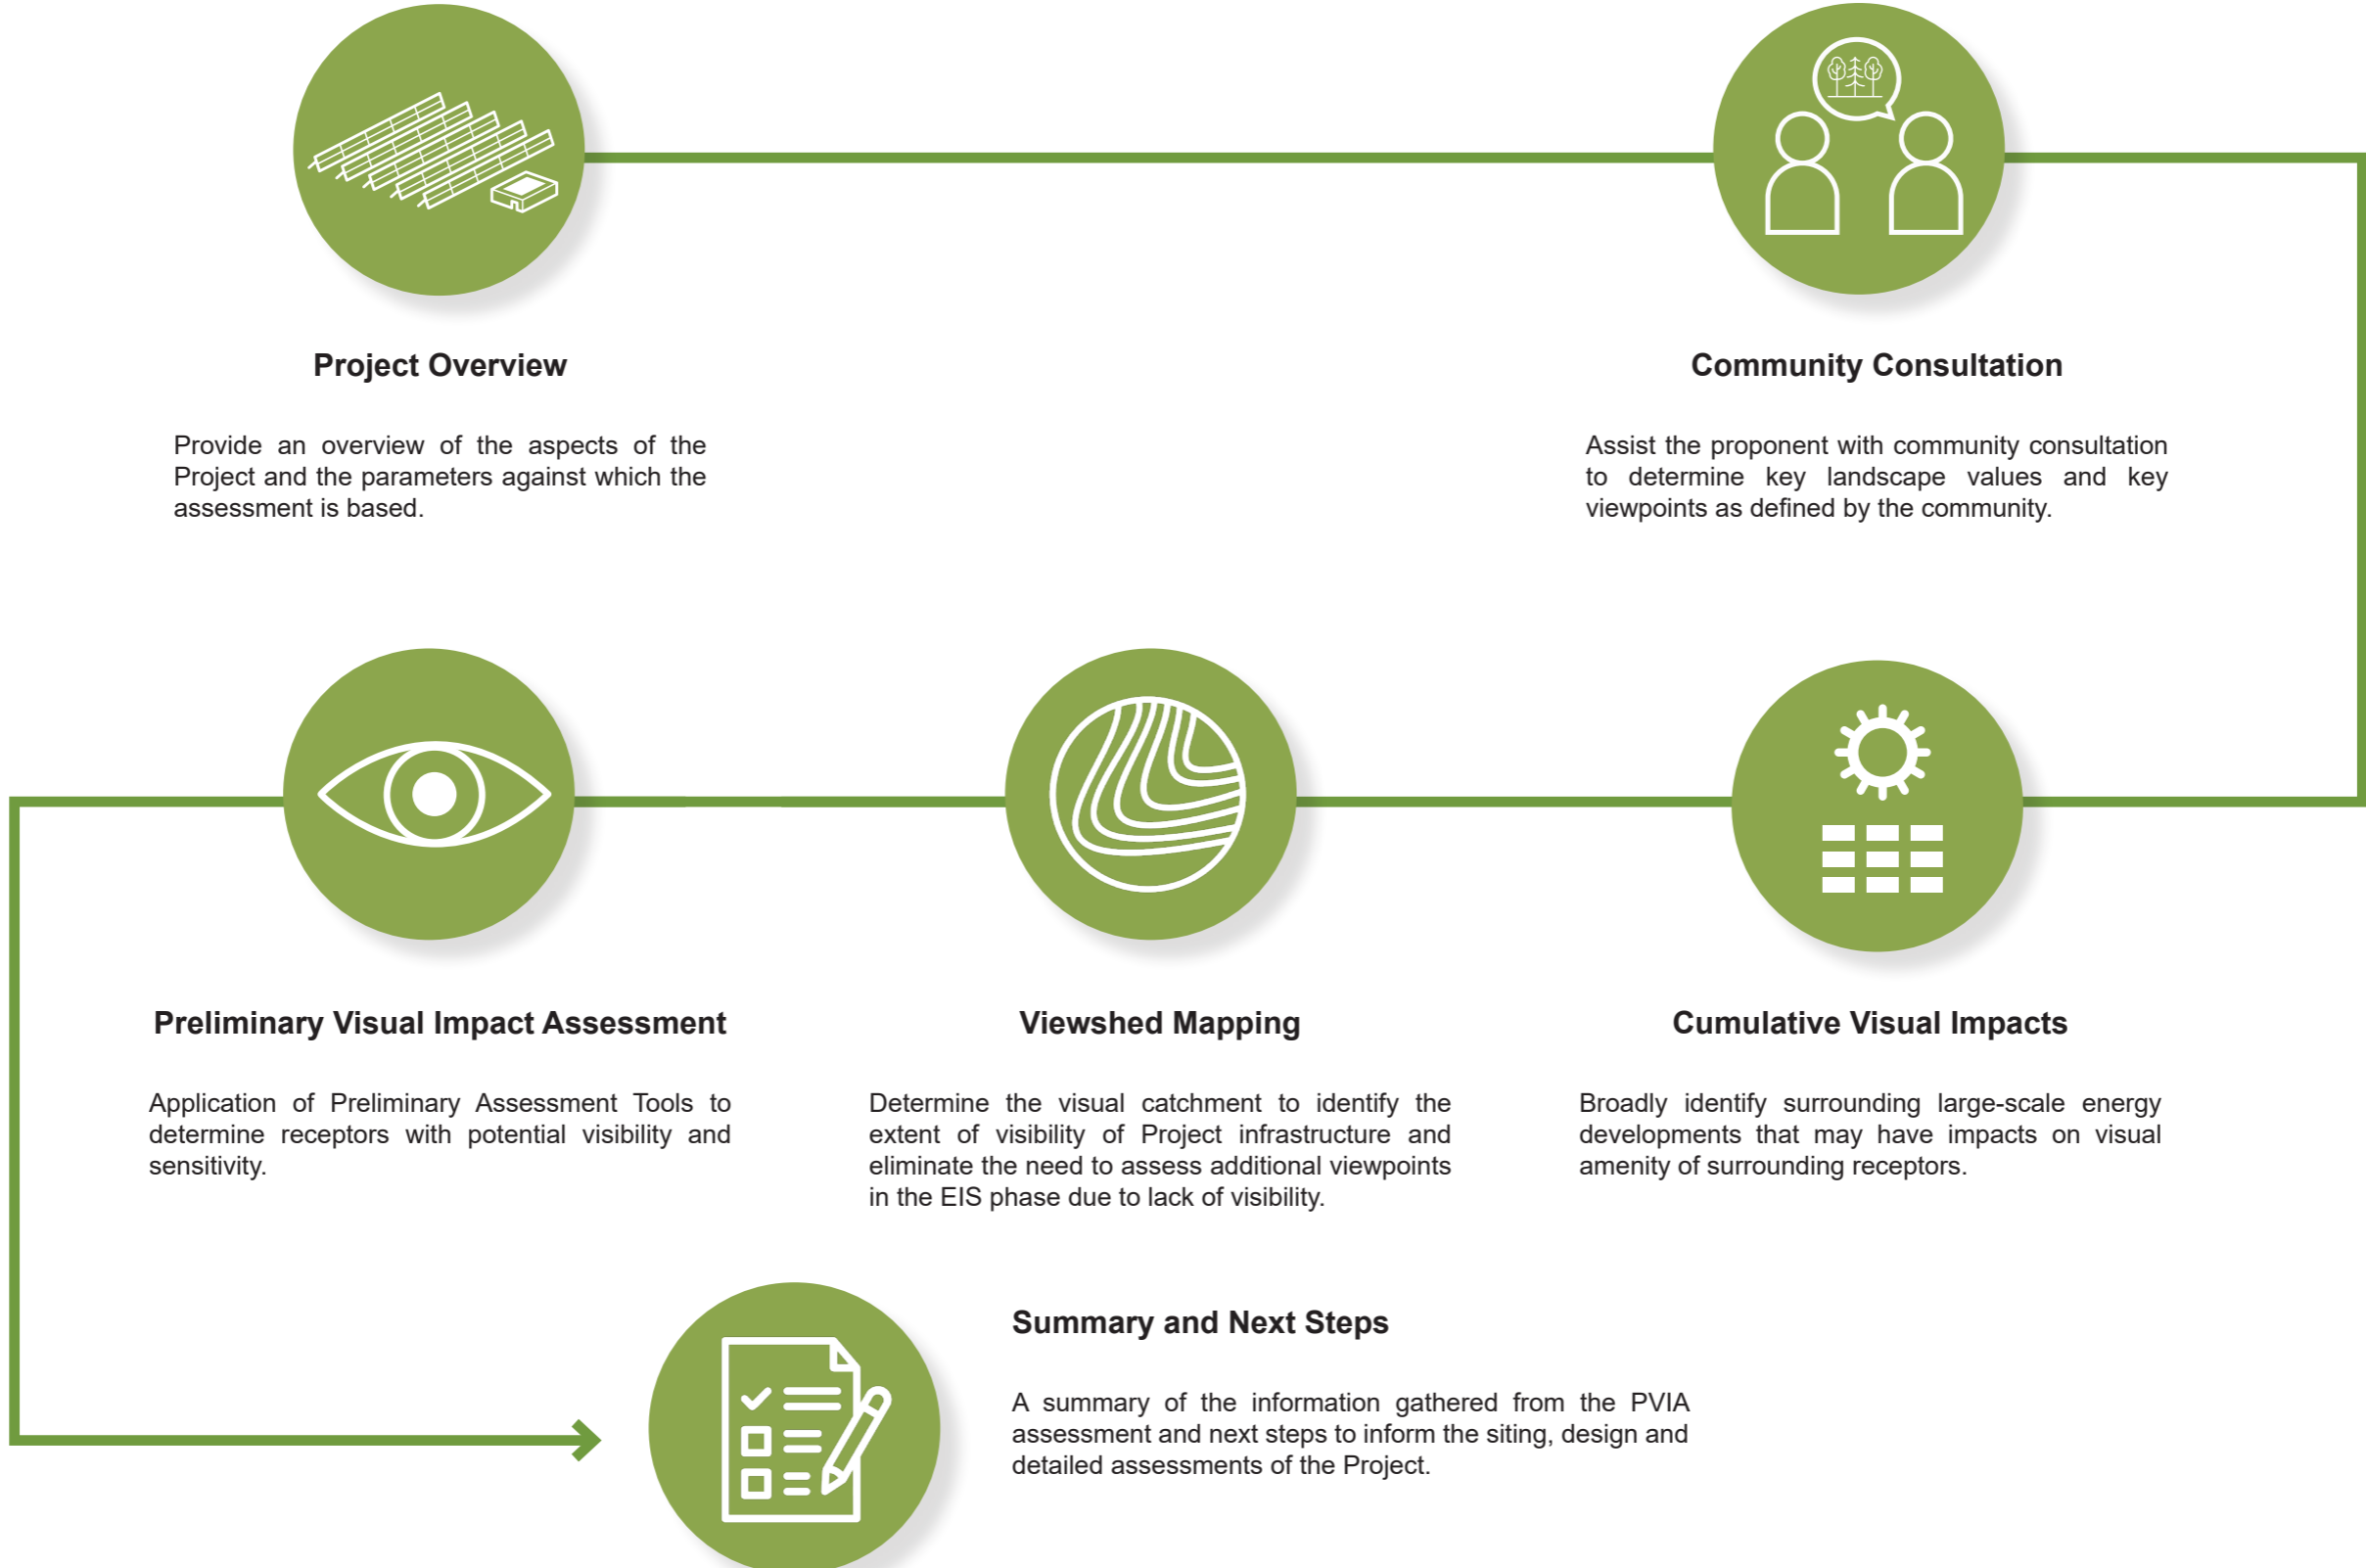 Project Overview
Provide an overview of the aspects of the
Project and the parameters against which the
assessment is based.
Community Consultation
Assist the proponent with community consultation
to determine key landscape values and key
viewpoints as defined by the community.
Preliminary Visual Impact Assessment
Application of Preliminary Assessment Tools to
determine receptors with potential visibility and
sensitivity.
Viewshed Mapping
Determine the visual catchment to identify the
extent of visibility of Project infrastructure and
eliminate the need to assess additional viewpoints
in the EIS phase due to lack of visibility.
Cumulative Visual Impacts
Broadly identify surrounding large-scale energy
developments that may have impacts on visual
amenity of surrounding receptors.
Summary and Next Steps
A summary of the information gathered from the PVIA
assessment and next steps to inform the siting, design and
detailed assessments of the Project.